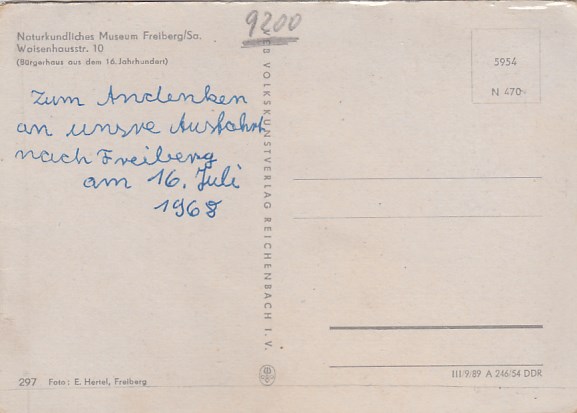 9200
Naturkundliches Museum Freiberg/Sa.
Waisenhausstr. 10
(Bürgerhaus aus dem 16. Jahrhundert)
5954
N 470
Zum Andenken
an unsre Ausfahrt
nach Freiberg
am 16. Juli
1968
VEB VOLKSKUNSTVERLAG REICHENBACH I. V.
297 Foto: E. Hertel, Freiberg
III/9/89 A 246/54 DDR